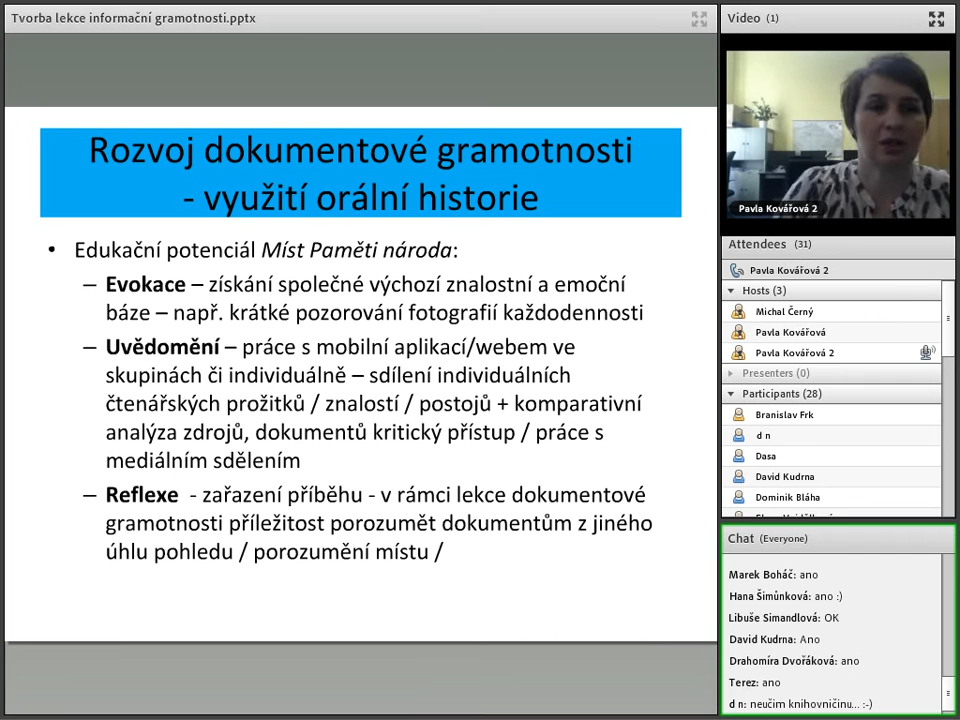 Tvorba lekce informační gramotnosti.pptx
Rozvoj dokumentové gramotnosti
- využití orální historie
• Edukační potenciál Míst Paměti národa:
– Evokace – získání společné výchozí znalostní a emoční
báze – např. krátké pozorování fotografií každodennosti
– Uvědomění – práce s mobilní aplikací/webem ve
skupinách či individuálně – sdílení individuálních
čtenářských prožitků / znalostí / postojů + komparativní
analýza zdrojů, dokumentů kritický přístup / práce s
mediálním sdělením
– Reflexe - zařazení příběhu - v rámci lekce dokumentové
gramotnosti příležitost porozumět dokumentům z jiného
úhlu pohledu / porozumění místu /
Video (1)
Pavla Kovářová 2
Attendees (31)
Pavla Kovářová 2
Hosts (3)
Michal Černý
Pavla Kovářová
Pavla Kovářová 2
Presenters (0)
Participants (28)
Branislav Frk
d n
Dasa
David Kudrna
Dominik Bláha
Chat (Everyone)
Marek Boháč: ano
Hana Šimůnková: ano :)
Libuše Simandlová: OK
David Kudrna: Ano
Drahomíra Dvořáková: ano
Terez: ano
d n: neučim knihovničinu... :-)